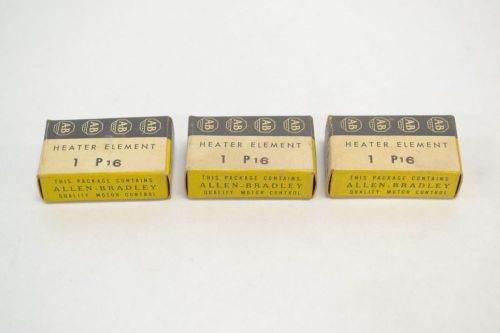 AB AB AB AB
HEATER ELEMENT
1 P16
THIS PACKAGE CONTAINS
ALLEN-BRADLEY
QUALITY MOTOR CONTROL
AB AB AB AB
HEATER ELEMENT
1 P16
THIS PACKAGE CONTAINS
ALLEN-BRADLEY
QUALITY MOTOR CONTROL
AB AB AB AB
HEATER ELEMENT
1 P16
THIS PACKAGE CONTAINS
ALLEN-BRADLEY
QUALITY MOTOR CONTROL